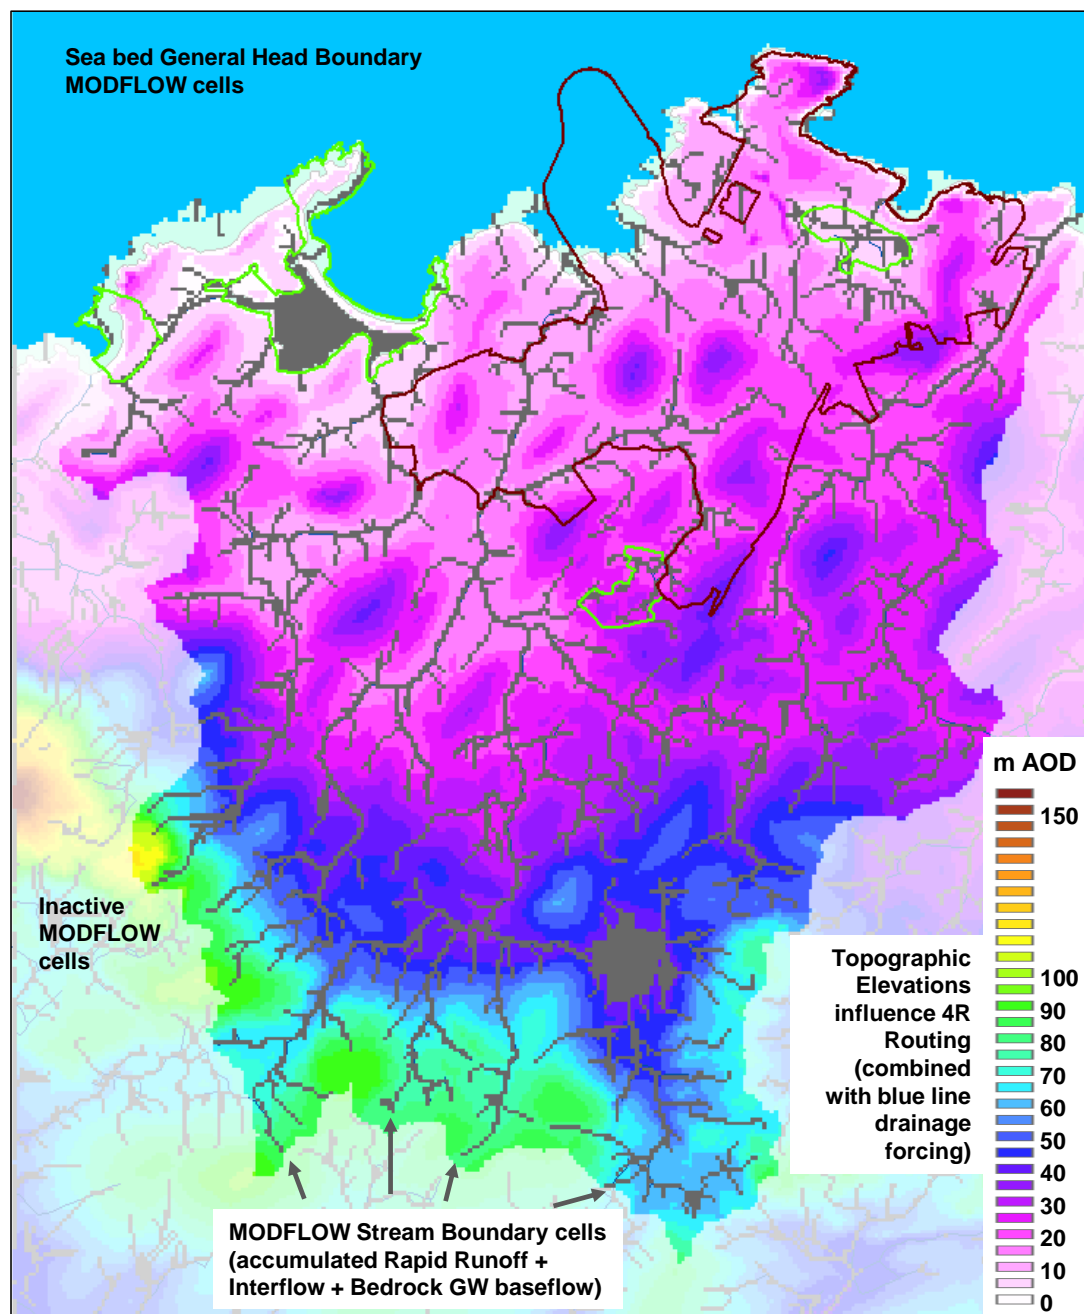 Sea bed General Head Boundary
MODFLOW cells
m AOD
150
100
90
80
70
60
50
40
30
20
10
0
Inactive
MODFLOW
cells
Topographic
Elevations
influence 4R
Routing
(combined
with blue line
drainage
forcing)
MODFLOW Stream Boundary cells
(accumulated Rapid Runoff +
Interflow + Bedrock GW baseflow)